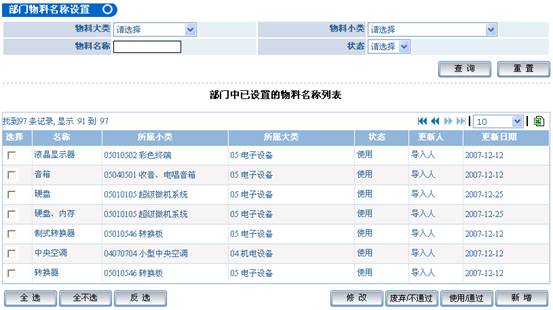 部门物料名称设置
物料大类 请选择 物料小类 请选择
物料名称 状态 请选择
查 询 重 置
部门中已设置的物料名称列表
找到97 条记录, 显示 91 到 97 10
选择 名称 所属小类 所属大类 状态 更新人 更新日期
液晶显示器 05010502 彩色终端 05 电子设备 使用 导入人 2007-12-12
音箱 05040501 收音、电唱音箱 05 电子设备 使用 导入人 2007-12-12
硬盘 05010105 超级微机系统 05 电子设备 使用 导入人 2007-12-25
硬盘、内存 05010105 超级微机系统 05 电子设备 使用 导入人 2007-12-25
制式转换器 05010546 转换板 05 电子设备 使用 导入人 2007-12-12
中央空调 04070704 小型中央空调 04 机电设备 使用 导入人 2007-12-12
转换器 05010546 转换板 05 电子设备 使用 导入人 2007-12-12
全 选 全不选 反 选 修 改 废弃/不通过 使用/通过 新 增